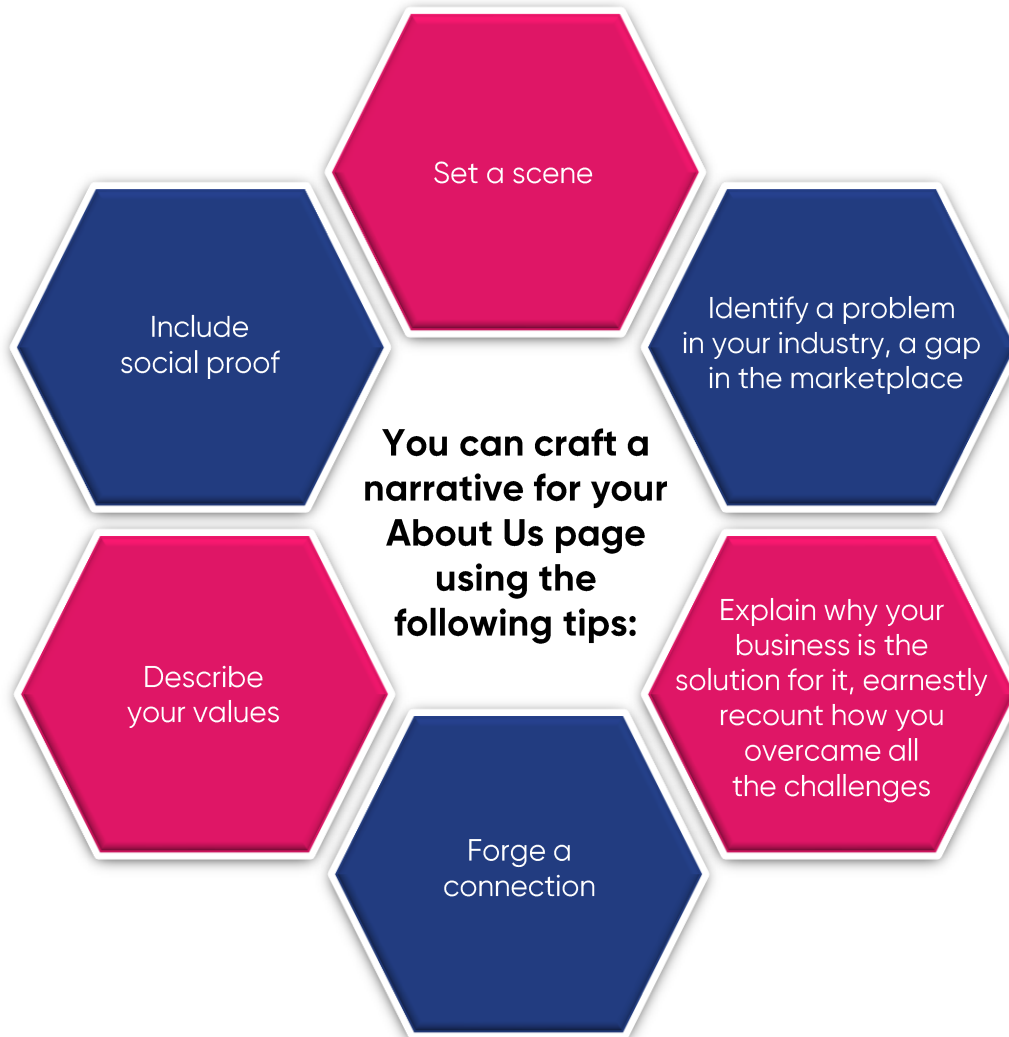 You can craft a
narrative for your
About Us page
using the
following tips:
Set a scene
Identify a problem
in your industry, a gap
in the marketplace
Explain why your
business is the
solution for it, earnestly
recount how you
overcame all
the challenges
Forge a
connection
Describe
your values
Include
social proof